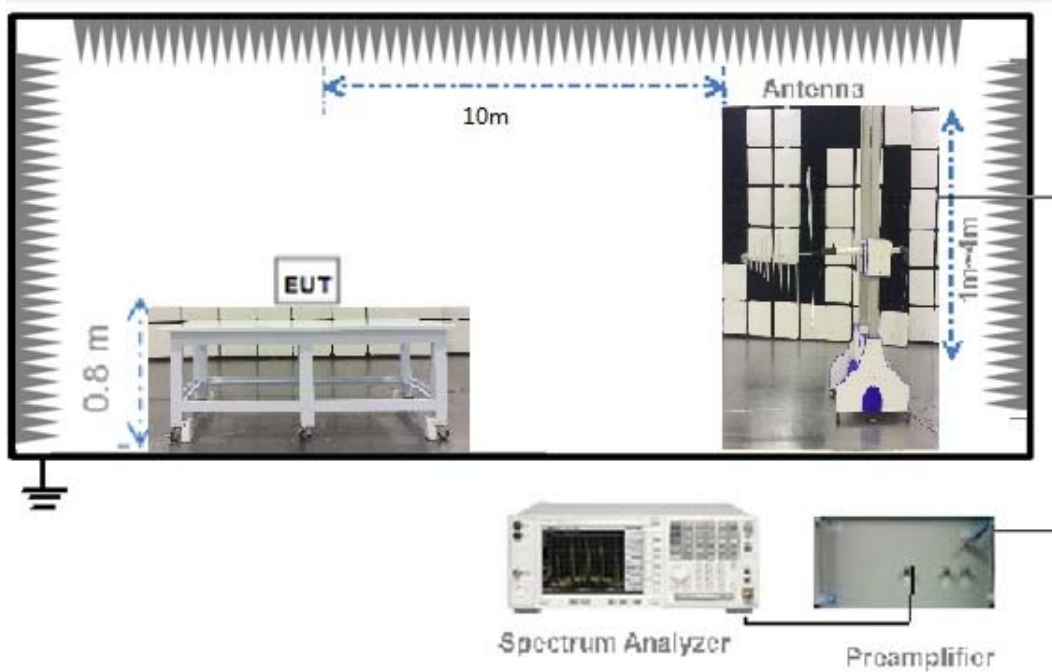 Antenna
10m
1m~4m
EUT
0.8 m
Spectrum Analyzer
Preamplifier